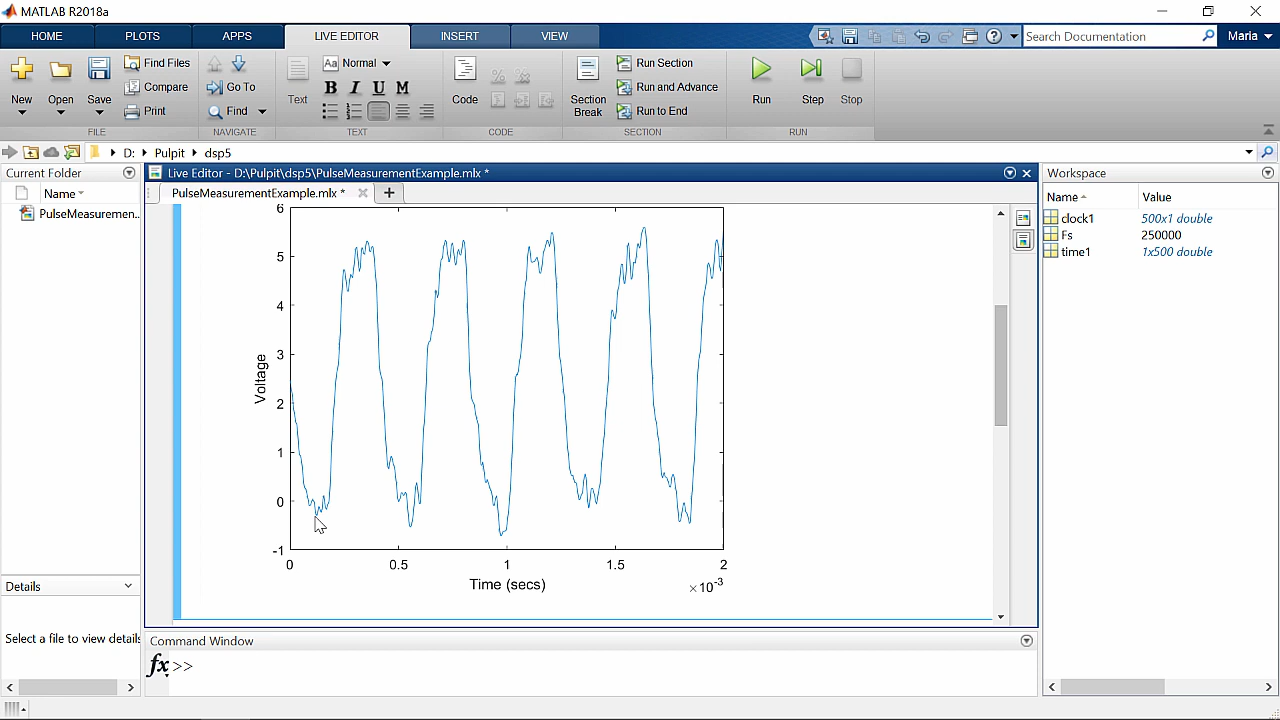 MATLAB R2018a
HOME PLOTS APPS LIVE EDITOR INSERT VIEW Search Documentation Maria
New Open Save Find Files Compare Print Go To Find Text Aa Normal B I U M Code Section Break Run Section Run and Advance Run to End Run Step Stop
FILE NAVIGATE TEXT CODE SECTION RUN
D: Pulpit dsp5
Current Folder
Name
PulseMeasuremen...
Details
Select a file to view details
Live Editor - D:\Pulpit\dsp5\PulseMeasurementExample.mlx *
PulseMeasurementExample.mlx *
6
5
4
3
2
1
0
-1
Voltage
0 0.5 1 1.5 2
Time (secs) ×10-3
Command Window
fx >>
Workspace
Name Value
clock1 500x1 double
Fs 250000
time1 1x500 double